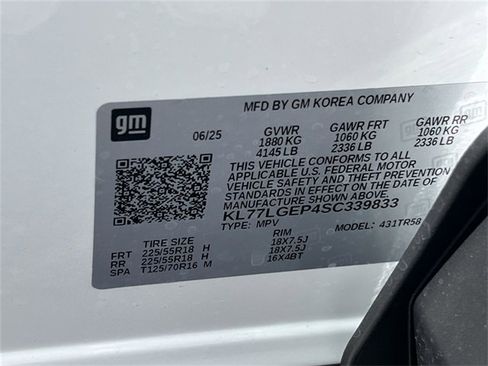 MFD BY GM KOREA COMPANY
gm
06/25 GVWR GAWR FRT GAWR RR
1880 KG 1060 KG 1060 KG
4145 LB 2336 LB 2336 LB
THIS VEHICLE CONFORMS TO ALL
APPLICABLE U.S. FEDERAL MOTOR
VEHICLE SAFETY AND THEFT PREVENTION
STANDARDS IN EFFECT ON THE DATE OF
MANUFACTURE SHOWN ABOVE.
KL77LGEP4SC339833
TYPE: MPV MODEL: 431TR58
TIRE SIZE RIM
FRT 225/55R18 H 18X7.5J
RR 225/55R18 H 18X7.5J
SPA T125/70R16 M 16X4BT